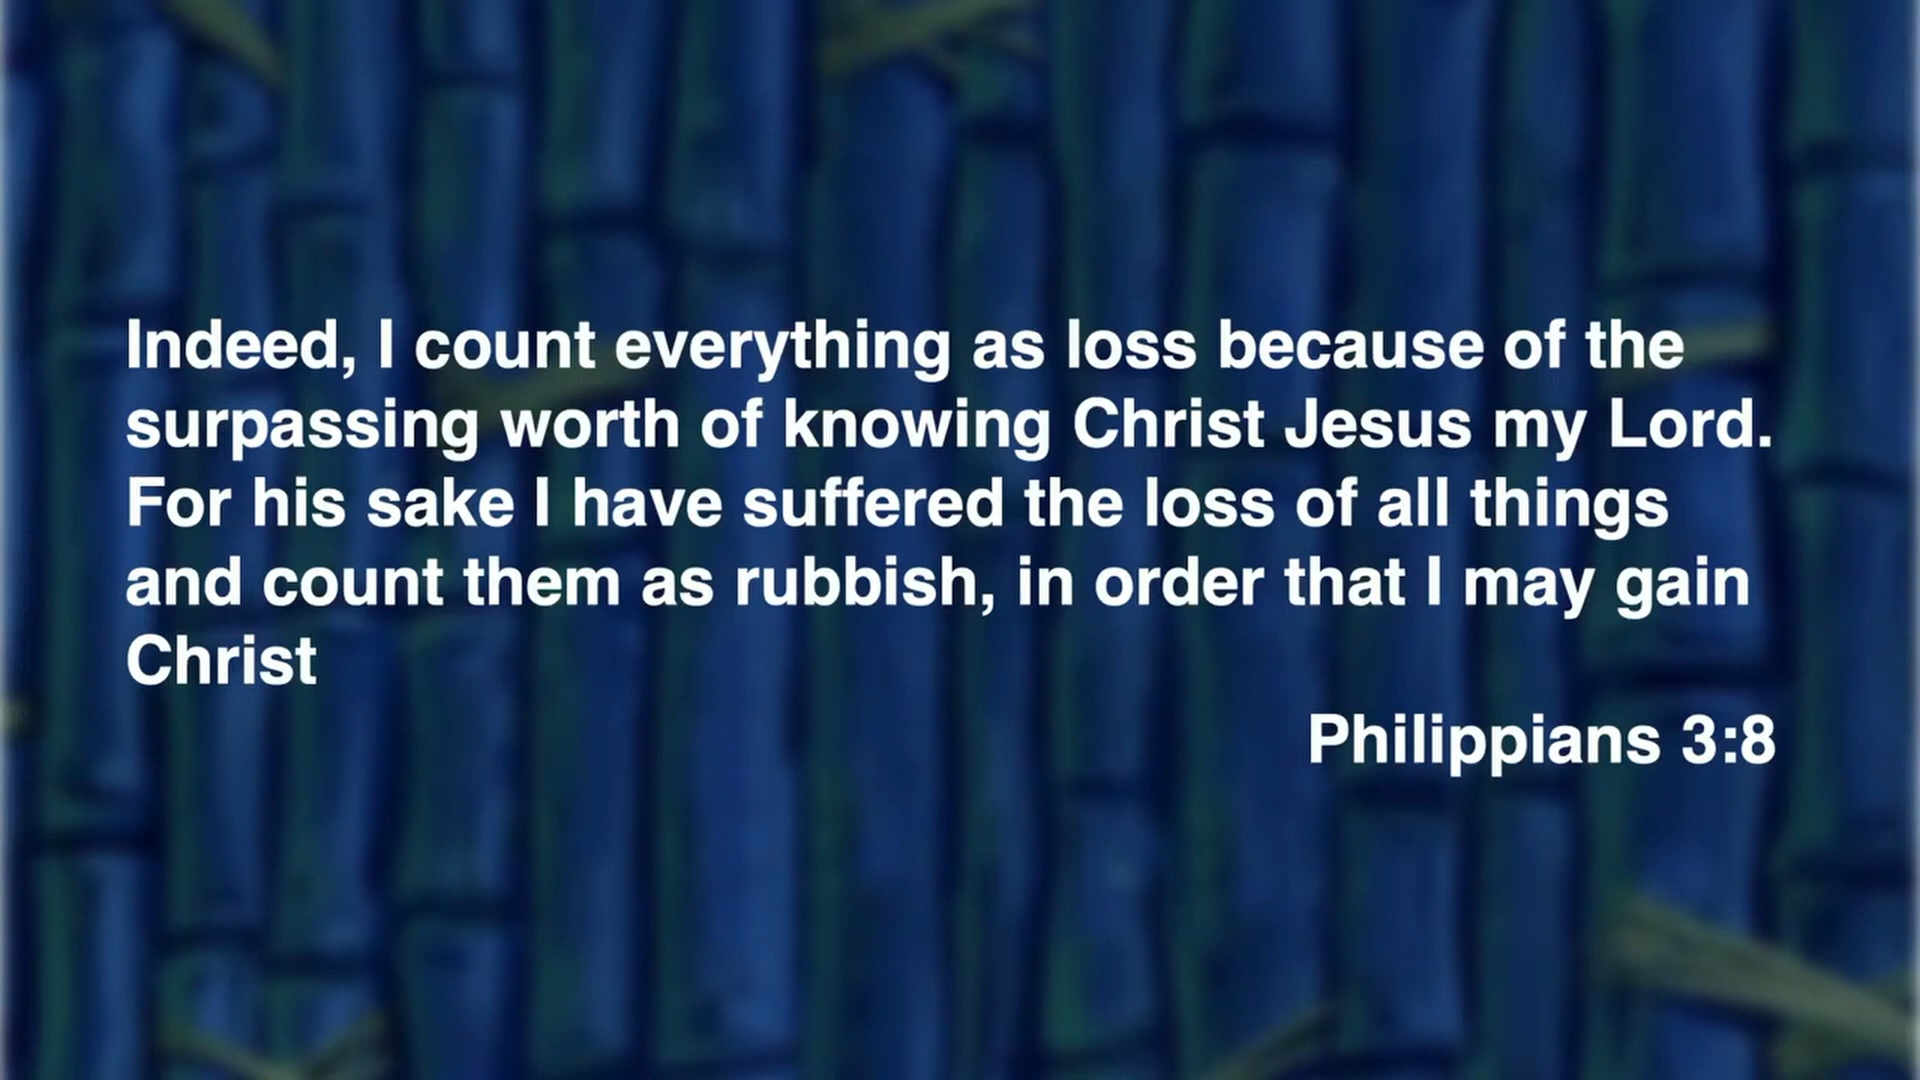 Indeed, I count everything as loss because of the
surpassing worth of knowing Christ Jesus my Lord.
For his sake I have suffered the loss of all things
and count them as rubbish, in order that I may gain
Christ
Philippians 3:8